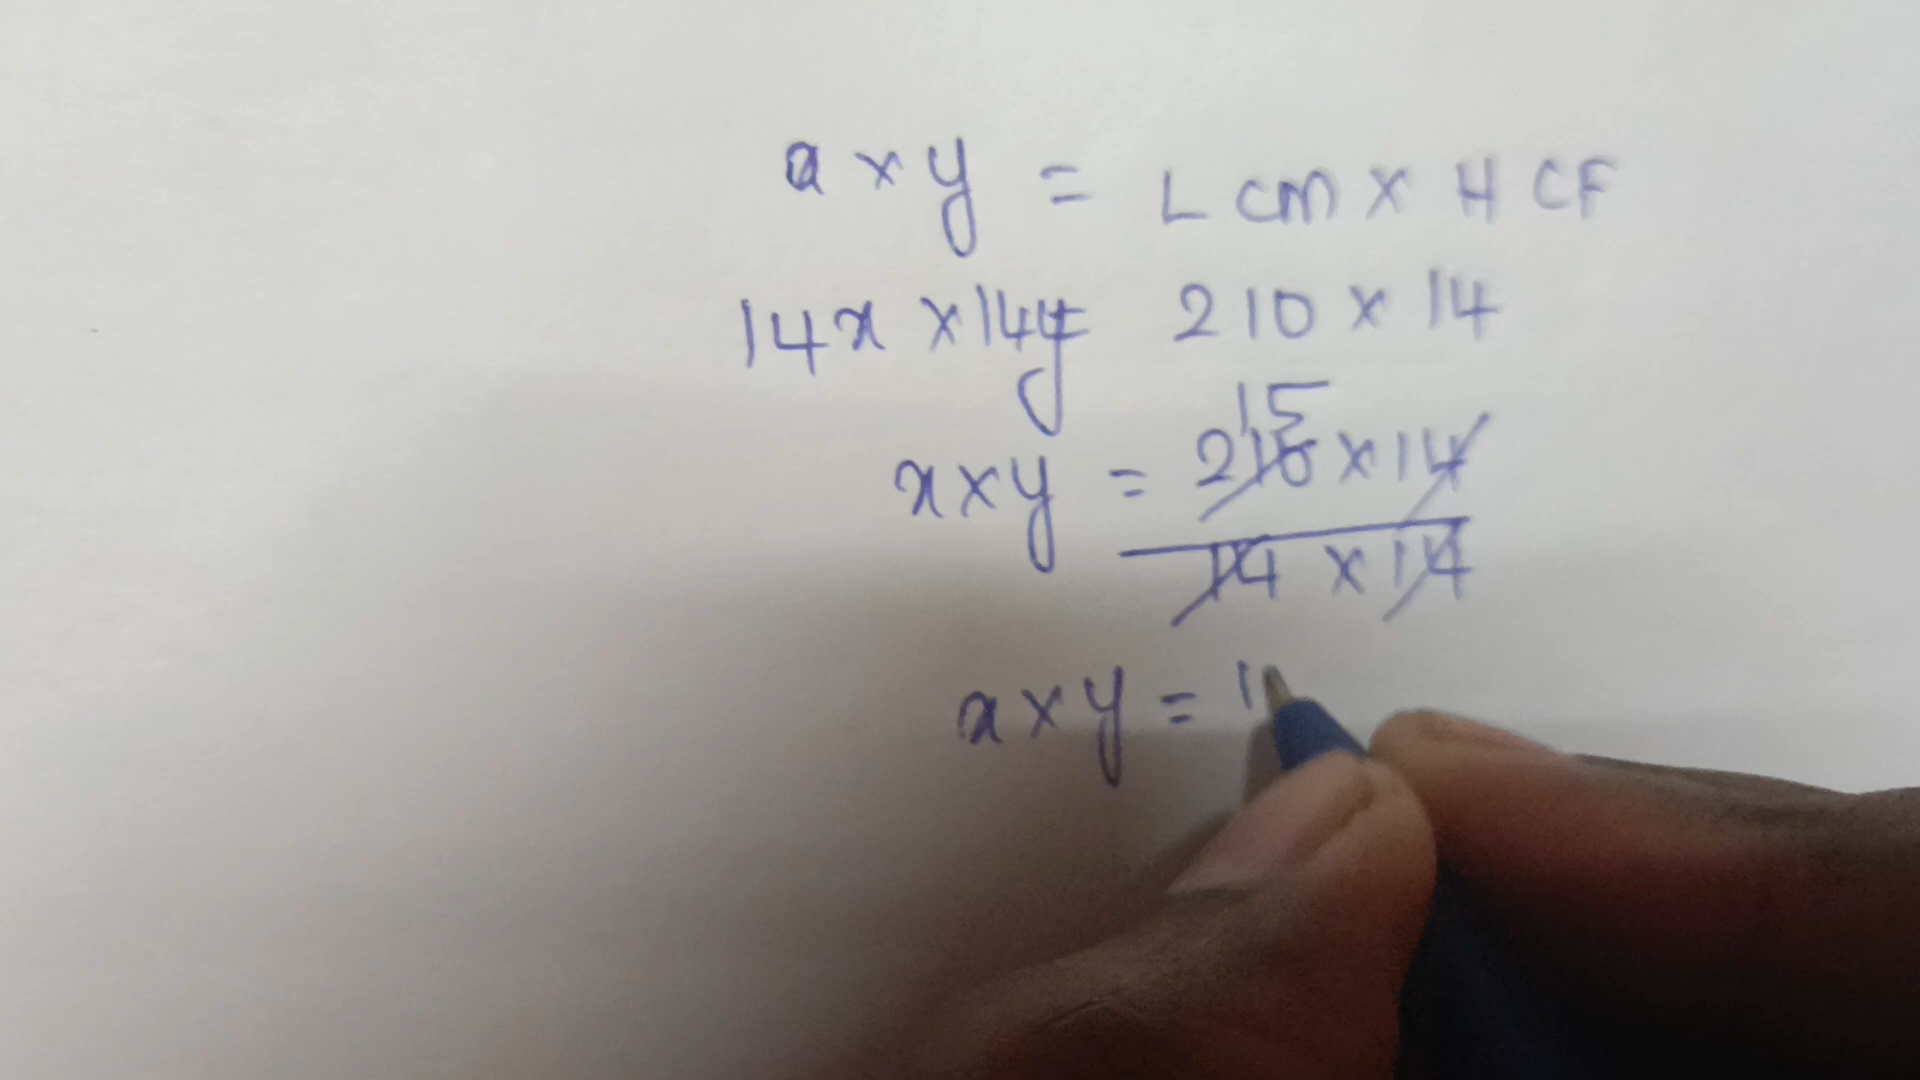 x × y = LCM × HCF
14x × 14y = 210 × 14
15
x × y = 210 × 14
14 × 14
x × y = 1